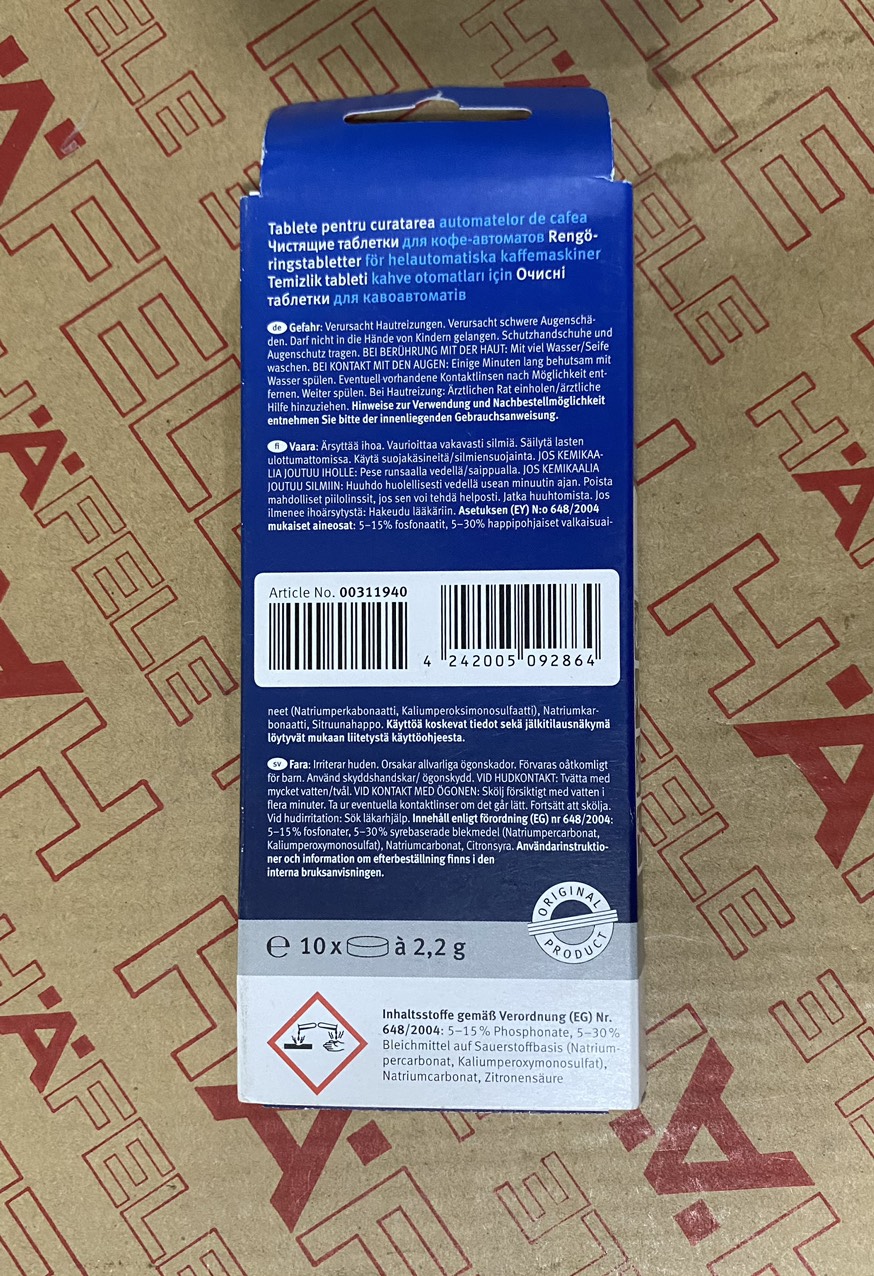 Tablete pentru curatarea automatelor de cafea
Чистящие таблетки для кофе-автоматов Rengö-
ringstabletter för helautomatiska kaffemaskiner
Temizlik tableti kahve otomatları için Очисні
таблетки для кавоавтоматів
de Gefahr: Verursacht Hautreizungen. Verursacht schwere Augenschä-
den. Darf nicht in die Hände von Kindern gelangen. Schutzhandschuhe und
Augenschutz tragen. BEI BERÜHRUNG MIT DER HAUT: Mit viel Wasser/Seife
waschen. BEI KONTAKT MIT DEN AUGEN: Einige Minuten lang behutsam mit
Wasser spülen. Eventuell vorhandene Kontaktlinsen nach Möglichkeit ent-
fernen. Weiter spülen. Bei Hautreizung: Ärztlichen Rat einholen/ärztliche
Hilfe hinzuziehen. Hinweise zur Verwendung und Nachbestellmöglichkeit
entnehmen Sie bitte der innenliegenden Gebrauchsanweisung.
fi Vaara: Ärsyttää ihoa. Vaurioittaa vakavasti silmiä. Säilytä lasten
ulottumattomissa. Käytä suojakäsineitä/silmiensuojainta. JOS KEMIKAA-
LIA JOUTUU IHOLLE: Pese runsaalla vedellä/saippualla. JOS KEMIKAALIA
JOUTUU SILMIIN: Huuhdo huolellisesti vedellä usean minuutin ajan. Poista
mahdolliset piilolinssit, jos sen voi tehdä helposti. Jatka huuhtomista. Jos
ilmenee ihoärsytystä: Hakeudu lääkäriin. Asetuksen (EY) N:o 648/2004
mukaiset aineosat: 5–15% fosfonaatit, 5–30% happipohjaiset valkaisuai-
Article No. 00311940
4 242005 092864
neet (Natriumperkabonaatti, Kaliumperoksimonosulfaatti), Natriumkar-
bonaatti, Sitruunahappo. Käyttöä koskevat tiedot sekä jälkitilausnäkymä
löytyvät mukaan liitetystä käyttöohjeesta.
sv Fara: Irriterar huden. Orsakar allvarliga ögonskador. Förvaras oåtkomligt
för barn. Använd skyddshandskar/ ögonskydd. VID HUDKONTAKT: Tvätta med
mycket vatten/tvål. VID KONTAKT MED ÖGONEN: Skölj försiktigt med vatten i
flera minuter. Ta ur eventuella kontaktlinser om det går lätt. Fortsätt att skölja.
Vid hudirritation: Sök läkarhjälp. Innehåll enligt förordning (EG) nr 648/2004:
5–15% fosfonater, 5–30% syrebaserade blekmedel (Natriumpercarbonat,
Kaliumperoxymonosulfat), Natriumcarbonat, Citronsyra. Användarinstruktio-
ner och information om efterbeställning finns i den
interna bruksanvisningen.
ORIGINAL
PRODUCT
℮ 10 x à 2,2 g
Inhaltsstoffe gemäß Verordnung (EG) Nr.
648/2004: 5–15% Phosphonate, 5–30%
Bleichmittel auf Sauerstoffbasis (Natrium-
percarbonat, Kaliumperoxymonosulfat),
Natriumcarbonat, Zitronensäure
HÄFELE
HÄFELE
HÄFELE
HÄFELE